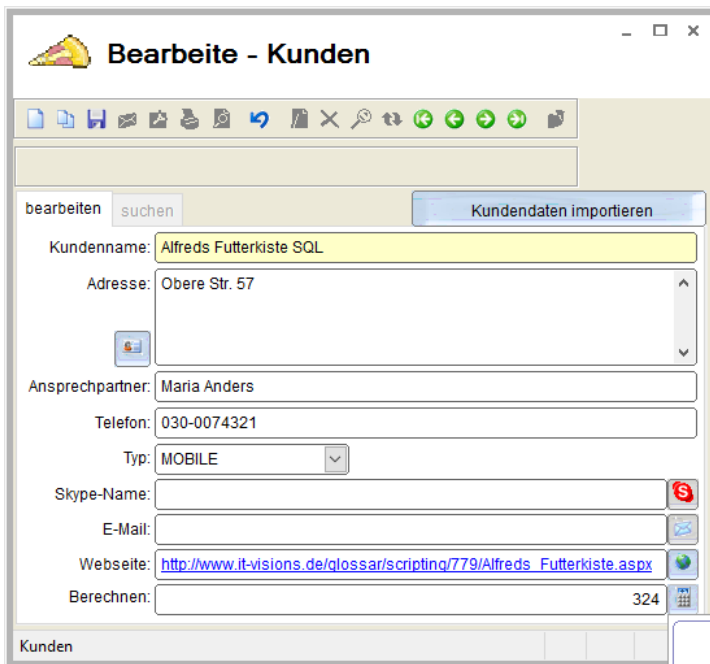 Bearbeite - Kunden
bearbeiten suchen Kundendaten importieren
Kundenname: Alfreds Futterkiste SQL
Adresse: Obere Str. 57
Ansprechpartner: Maria Anders
Telefon: 030-0074321
Typ: MOBILE
Skype-Name:
E-Mail:
Webseite: http://www.it-visions.de/glossar/scripting/779/Alfreds_Futterkiste.aspx
Berechnen: 324
Kunden